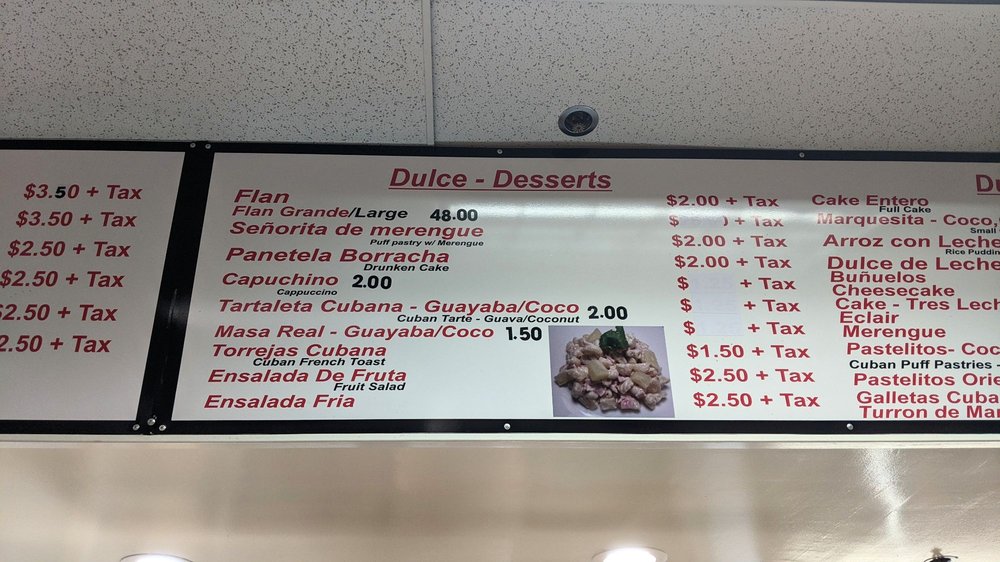 $3.50 + Tax
$3.50 + Tax
$2.50 + Tax
$2.50 + Tax
$2.50 + Tax
2.50 + Tax
Dulce - Desserts
Flan $2.00 + Tax
Flan Grande/Large 48.00 $ ) + Tax
Señorita de merengue $2.00 + Tax
Puff pastry w/ Merengue
Panetela Borracha $2.00 + Tax
Drunken Cake
Capuchino 2.00 $ + Tax
Cappuccino
Tartaleta Cubana - Guayaba/Coco 2.00 $ + Tax
Cuban Tarte - Guava/Coconut
Masa Real - Guayaba/Coco 1.50 $ + Tax
Torrejas Cubana $1.50 + Tax
Cuban French Toast
Ensalada De Fruta $2.50 + Tax
Fruit Salad
Ensalada Fria $2.50 + Tax
Du
Cake Entero
Full Cake
Marquesita - Coco,
Small
Arroz con Leche
Rice Puddin
Dulce de Leche
Buñuelos
Cheesecake
Cake - Tres Lech
Eclair
Merengue
Pastelitos- Coc
Cuban Puff Pastries -
Pastelitos Orie
Galletas Cuba
Turron de Man